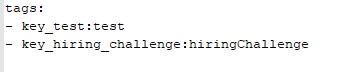 tags:
- key_test:test
- key_hiring_challenge:hiringChallenge